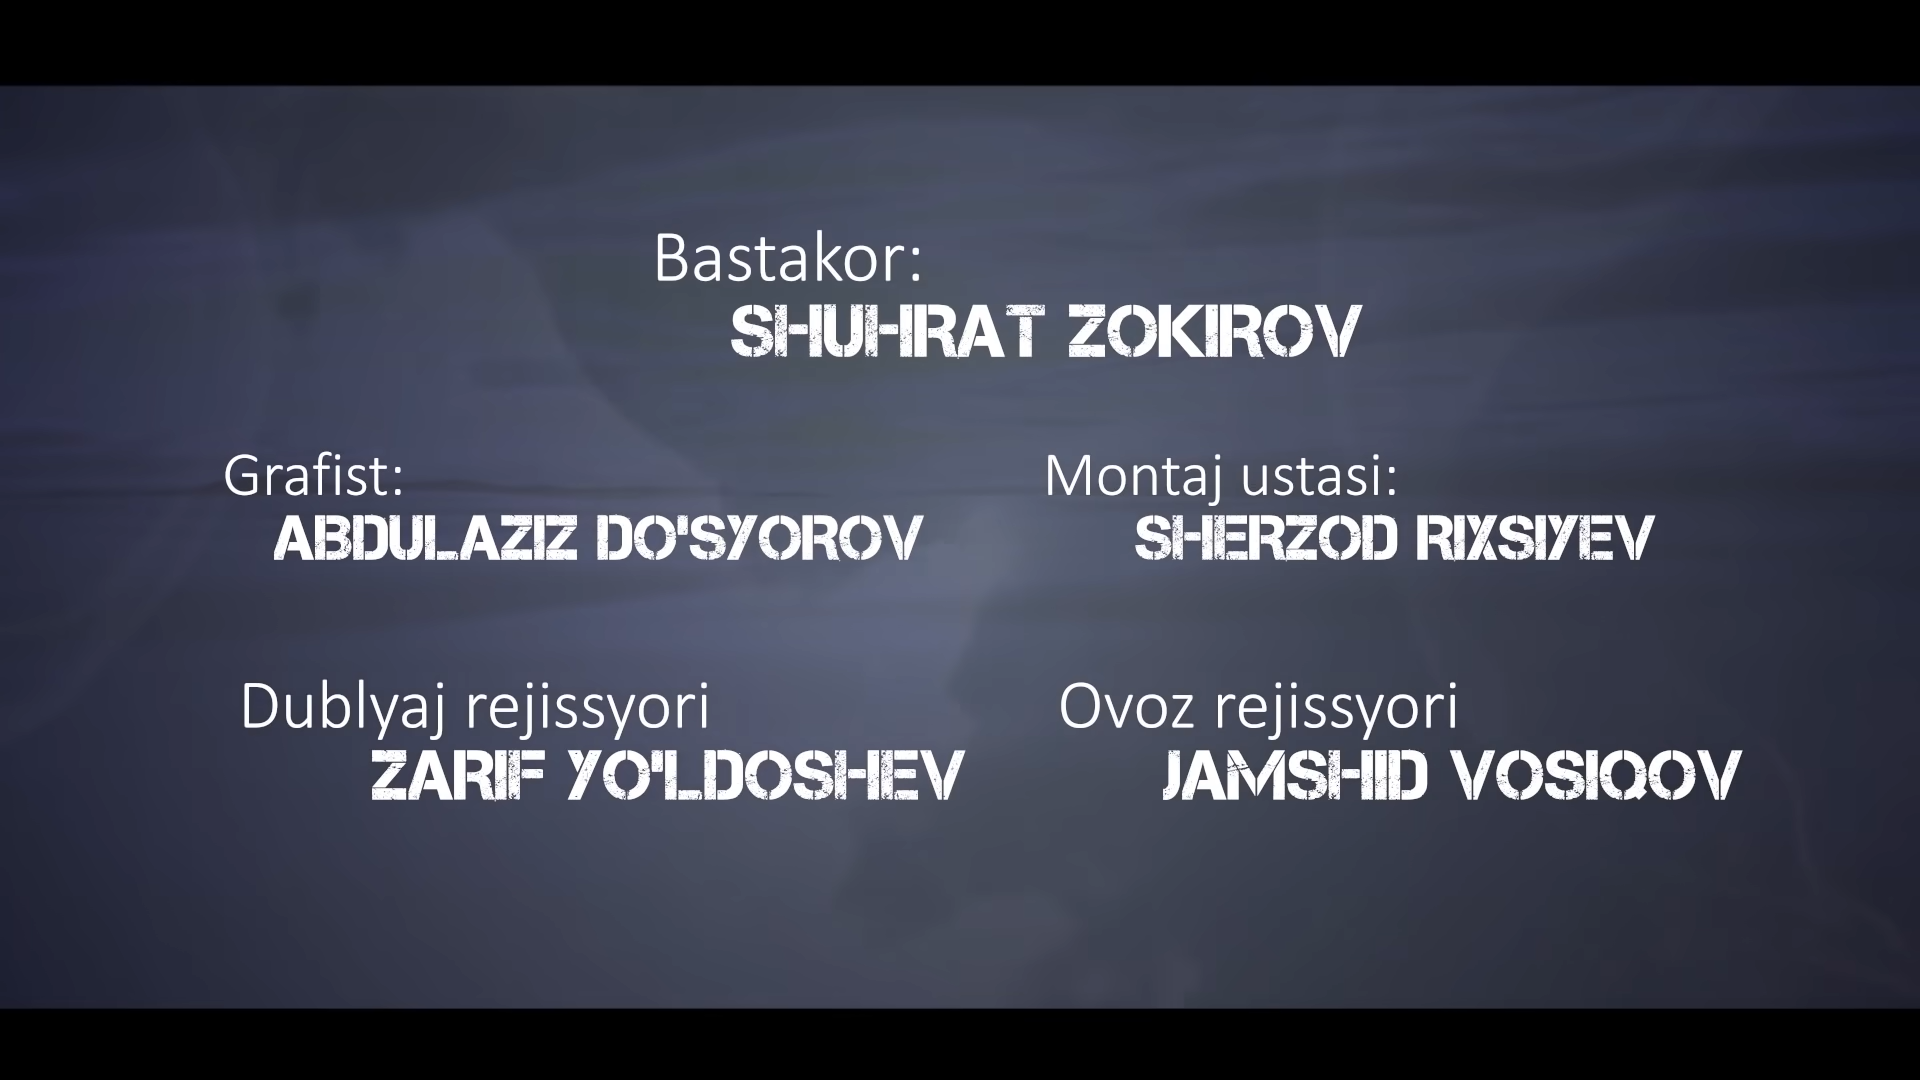 Bastakor:
SHUHRAT ZOKIROV
Grafist:
ABDULAZIZ DO'SYOROV
Montaj ustasi:
SHERZOD RIXSIYEV
Dublyaj rejissyori
ZARIF YO'LDOSHEV
Ovoz rejissyori
JAMSHID VOSIQOV